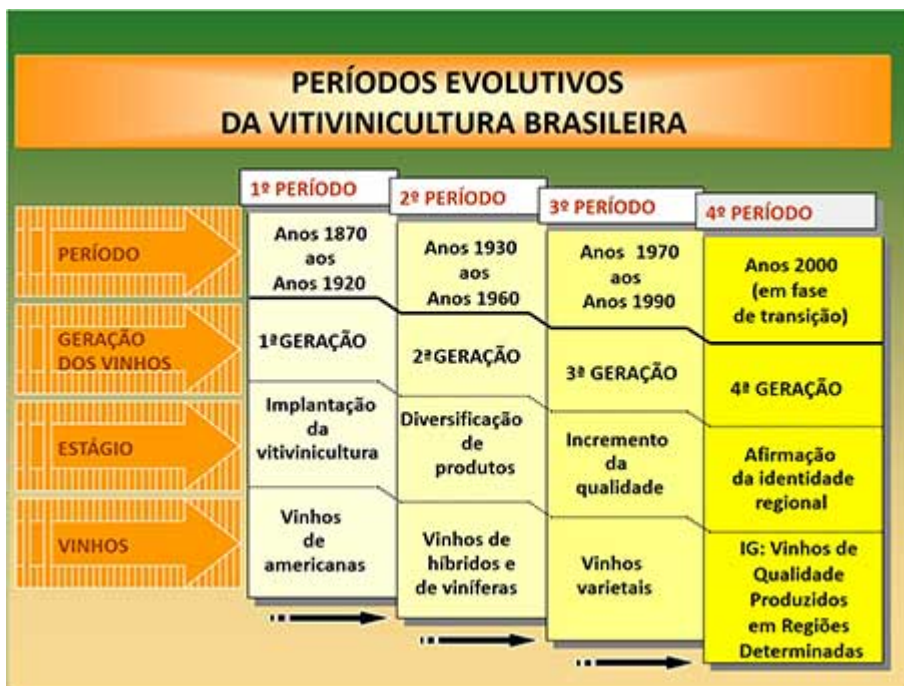 PERÍODOS EVOLUTIVOS
DA VITIVINICULTURA BRASILEIRA
1º PERÍODO
2º PERÍODO
3º PERÍODO
4º PERÍODO
PERÍODO
Anos 1870
aos
Anos 1920
Anos 1930
aos
Anos 1960
Anos 1970
aos
Anos 1990
Anos 2000
(em fase
de transição)
GERAÇÃO
DOS VINHOS
1ªGERAÇÃO
2ªGERAÇÃO
3ª GERAÇÃO
4ª GERAÇÃO
ESTÁGIO
Implantação
da
vitivinicultura
Diversificação
de
produtos
Incremento
da
qualidade
Afirmação
da identidade
regional
VINHOS
Vinhos
de
americanas
Vinhos de
híbridos e
de viníferas
Vinhos
varietais
IG: Vinhos de
Qualidade
Produzidos
em Regiões
Determinadas